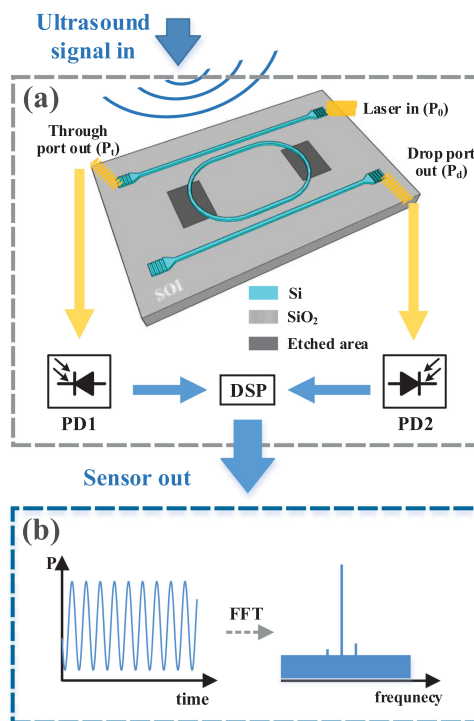 Ultrasound
signal in
(a)
Laser in (P0)
Through
port out (Pt)
Drop port
out (Pd)
SOI
Si
SiO2
Etched area
DSP
PD1
PD2
Sensor out
(b)
P
FFT
time
frequnecy